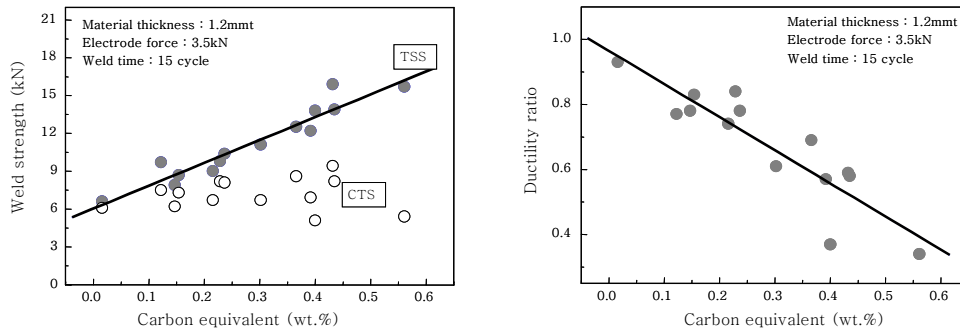 Material thickness : 1.2mmt
Electrode force : 3.5kN
Weld time : 15 cycle
TSS
CTS
Weld strength (kN)
21
18
15
12
9
6
3
0
0.0 0.1 0.2 0.3 0.4 0.5 0.6
Carbon equivalent (wt.%)
Material thickness : 1.2mmt
Electrode force : 3.5kN
Weld time : 15 cycle
Ductility ratio
1.0
0.8
0.6
0.4
0.0 0.1 0.2 0.3 0.4 0.5 0.6
Carbon equivalent (wt.%)